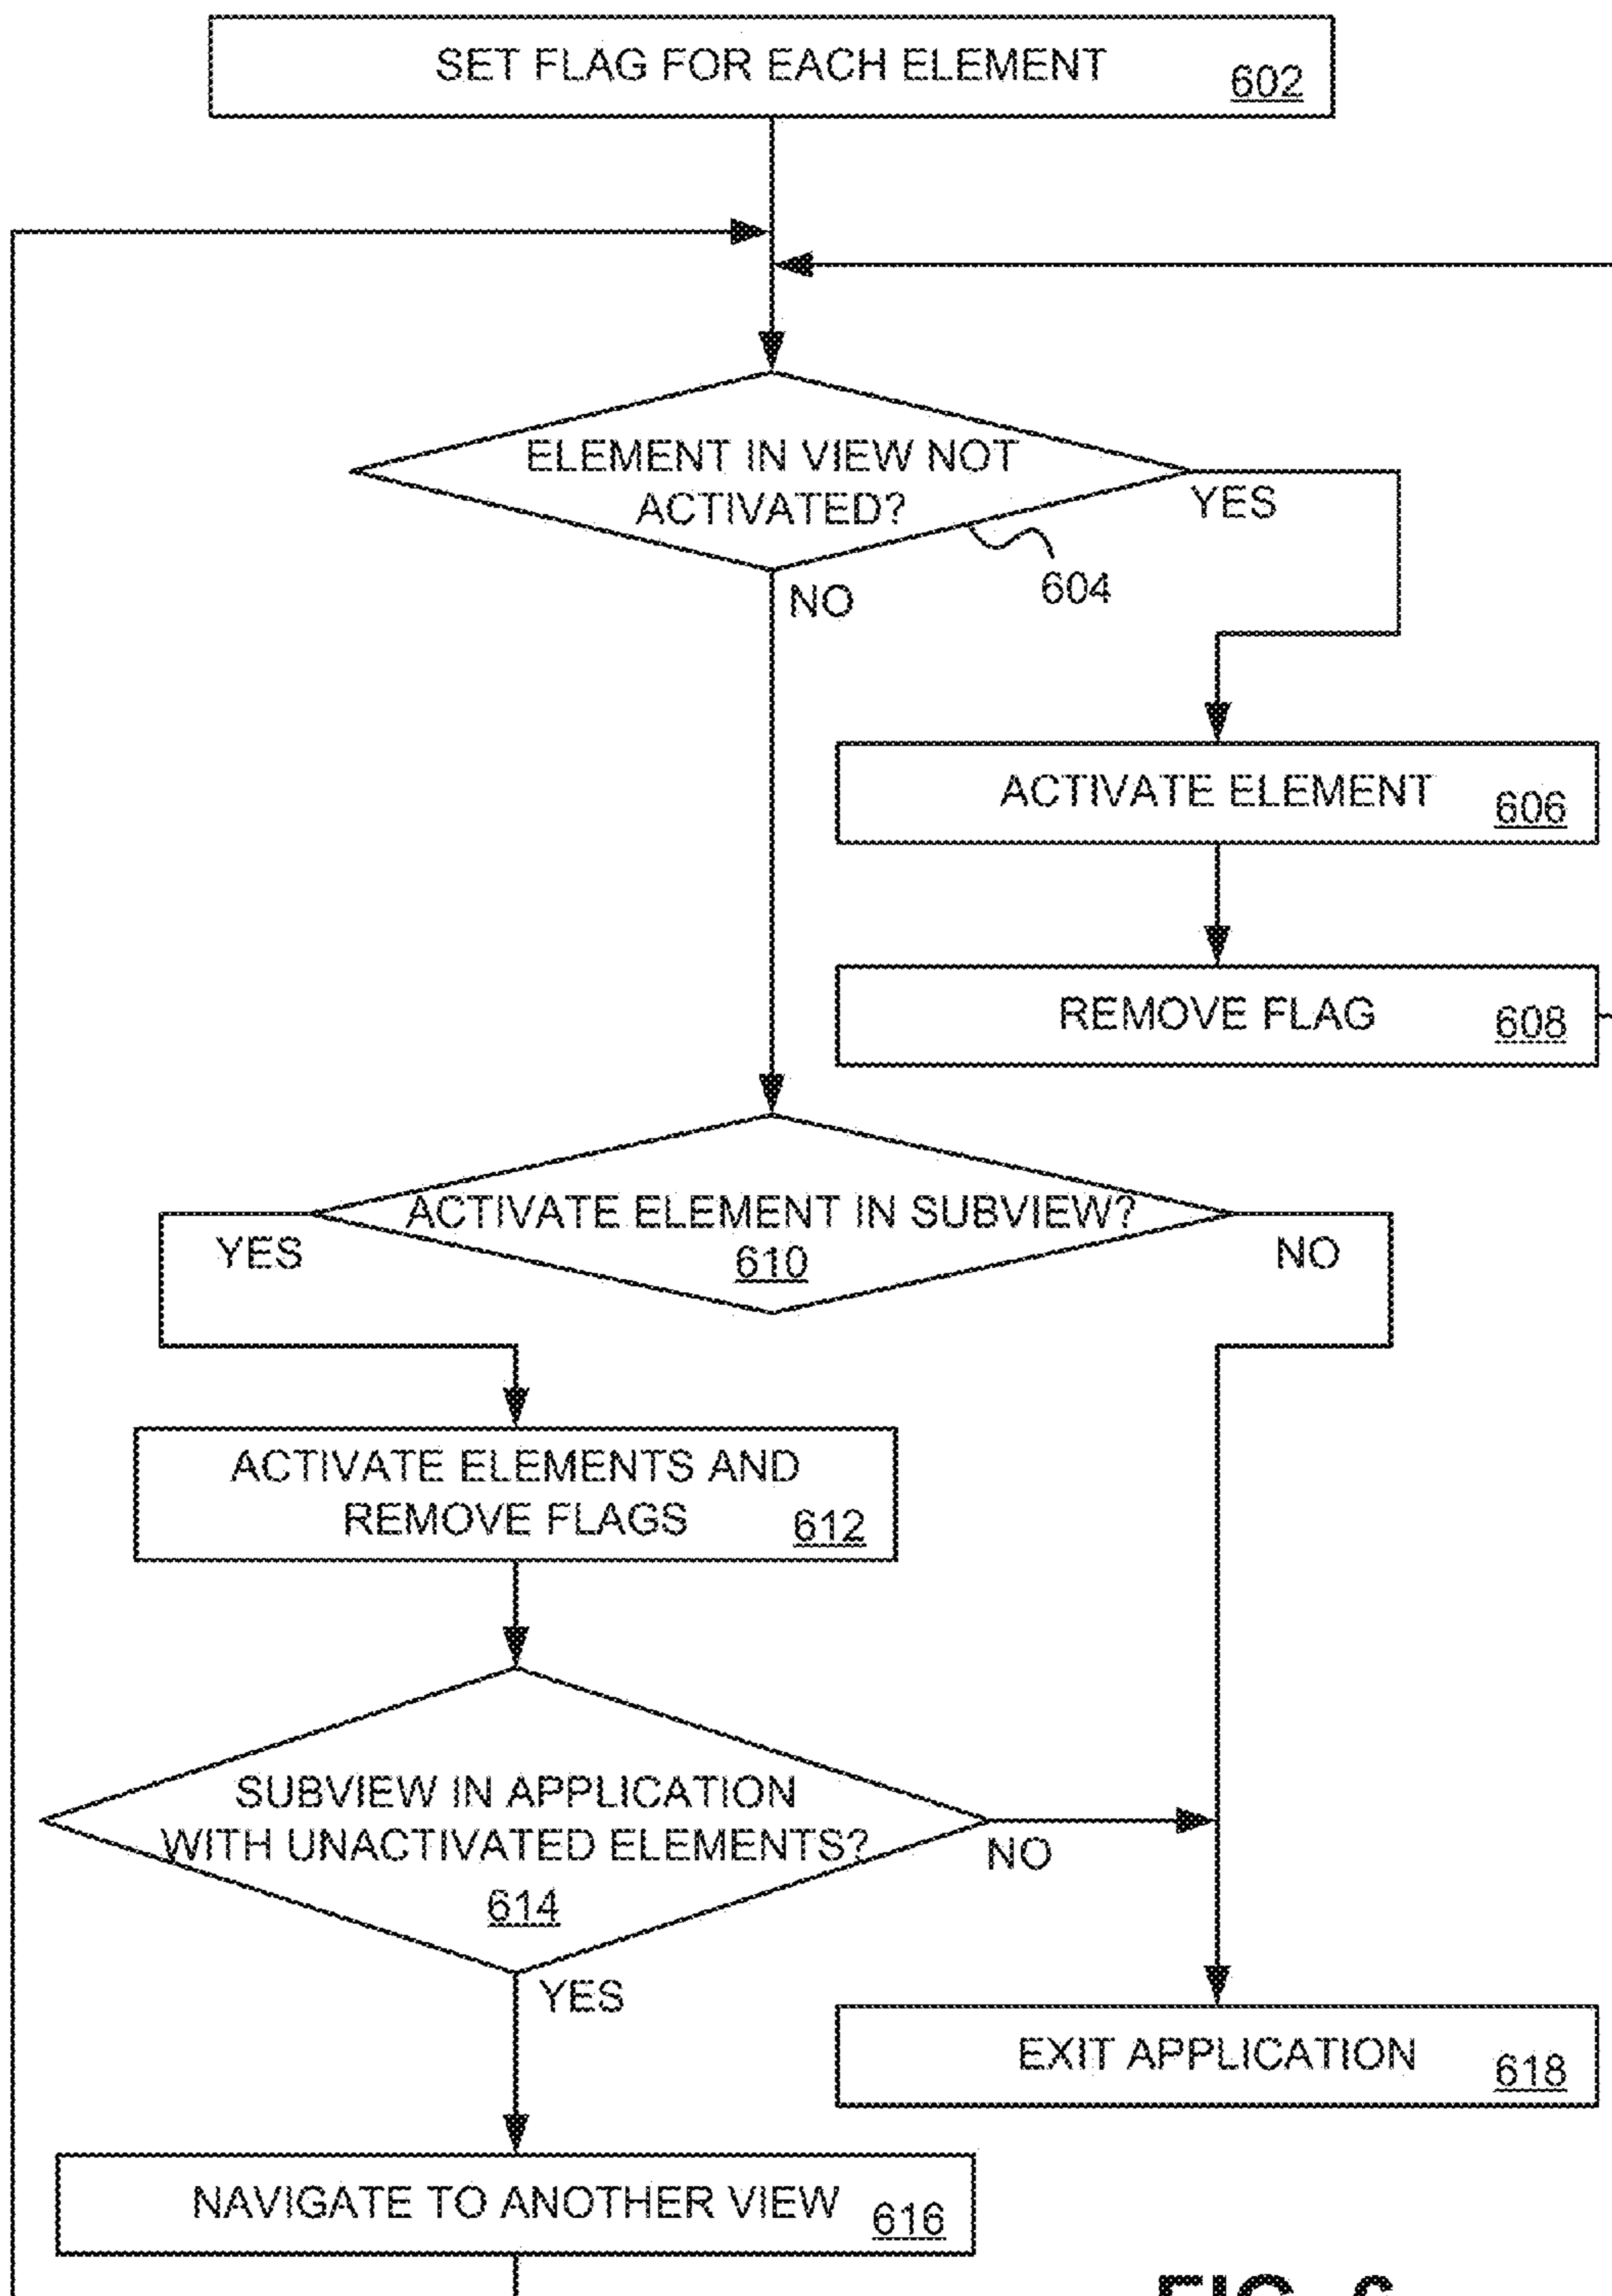 SET FLAG FOR EACH ELEMENT 602
ELEMENT IN VIEW NOT
ACTIVATED?
YES
604
NO
ACTIVATE ELEMENT 606
REMOVE FLAG 608
ACTIVATE ELEMENT IN SUBVIEW?
610
YES
NO
ACTIVATE ELEMENTS AND
REMOVE FLAGS 612
SUBVIEW IN APPLICATION
WITH UNACTIVATED ELEMENTS?
614
NO
YES
EXIT APPLICATION 618
NAVIGATE TO ANOTHER VIEW 616
FIG. 6